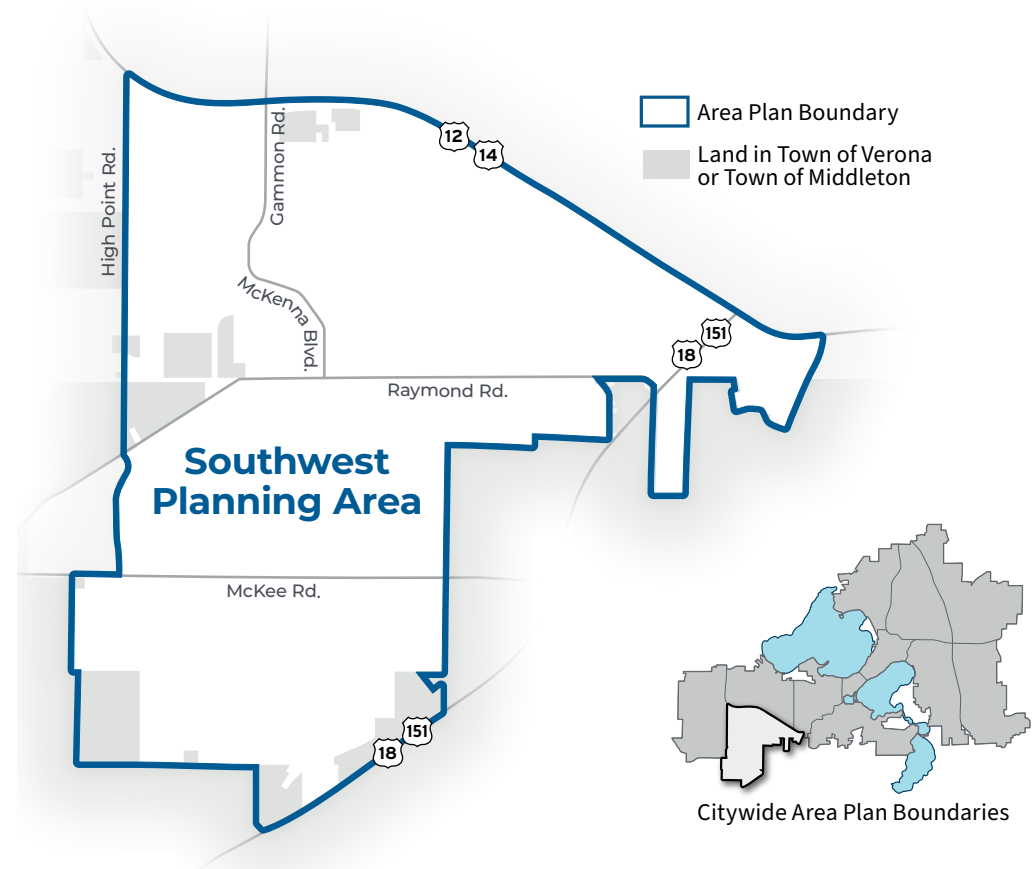 12
14
Area Plan Boundary
Land in Town of Verona
or Town of Middleton
High Point Rd.
Gammon Rd.
McKenna Blvd.
151
18
Raymond Rd.
Southwest
Planning Area
McKee Rd.
151
18
Citywide Area Plan Boundaries